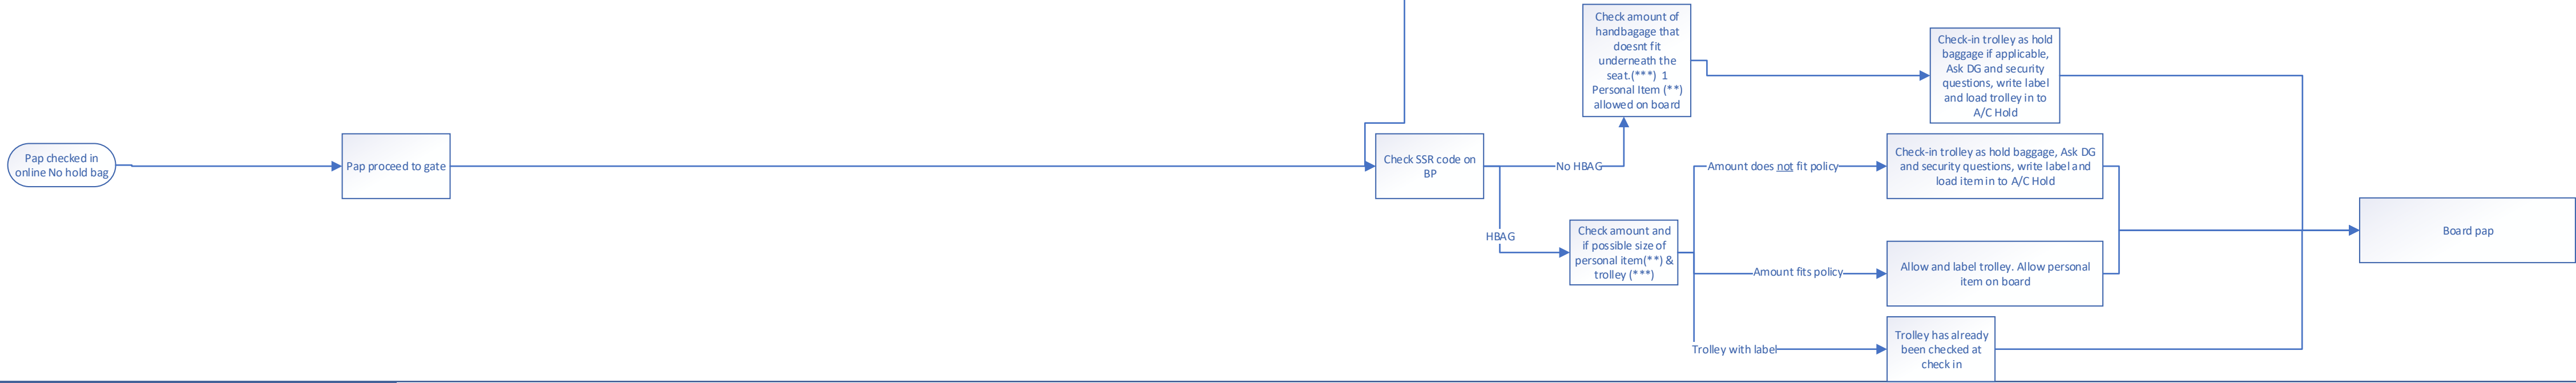 Pap checked in
online No hold bag
Pap proceed to gate
Check SSR code on
BP
No HBAG
HBAG
Check amount of
handbagage that
doesnt fit
underneath the
seat.(***) 1
Personal Item (**)
allowed on board
Check-in trolley as hold
baggage if applicable,
Ask DG and security
questions, write label
and load trolley in to
A/C Hold
Check amount and
if possible size of
personal item(**) &
trolley (***)
Amount does not fit policy
Check-in trolley as hold baggage, Ask DG
and security questions, write label and
load item in to A/C Hold
Amount fits policy
Allow and label trolley. Allow personal
item on board
Trolley with label
Trolley has already
been checked at
check in
Board pap